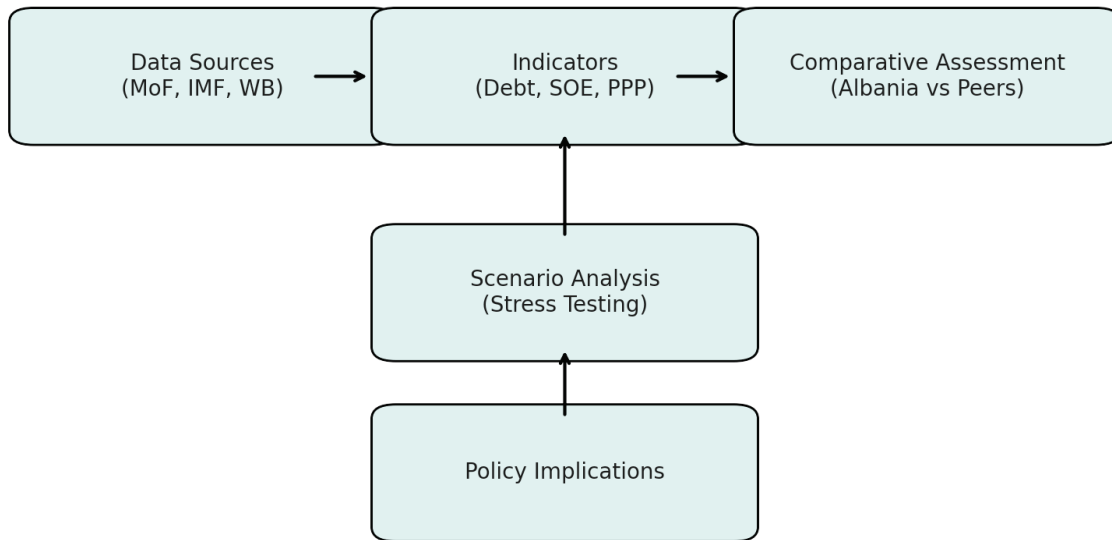 Data Sources
(MoF, IMF, WB)
Indicators
(Debt, SOE, PPP)
Comparative Assessment
(Albania vs Peers)
Scenario Analysis
(Stress Testing)
Policy Implications